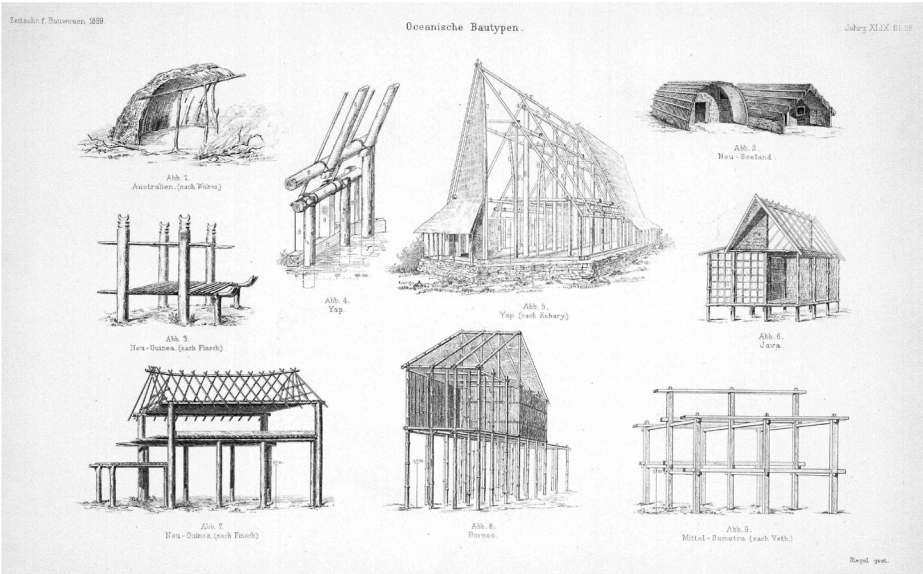 Zeitschr. f. Bauwesen 1899.
Oceanische Bautypen.
Jahrg. XLIX. Bl. 58.
Abb. 1.
Australien. (nach Wilkes)
Abb. 4.
Yap.
Abb. 5.
Yap. (nach Kubary)
Abb. 2.
Neu-Seeland.
Abb. 3.
Neu-Guinea. (nach Finsch)
Abb. 6.
Java.
Abb. 7.
Neu-Guinea. (nach Finsch)
Abb. 8.
Borneo.
Abb. 9.
Mittel-Sumatra. (nach Veth.)
Riegel gest.